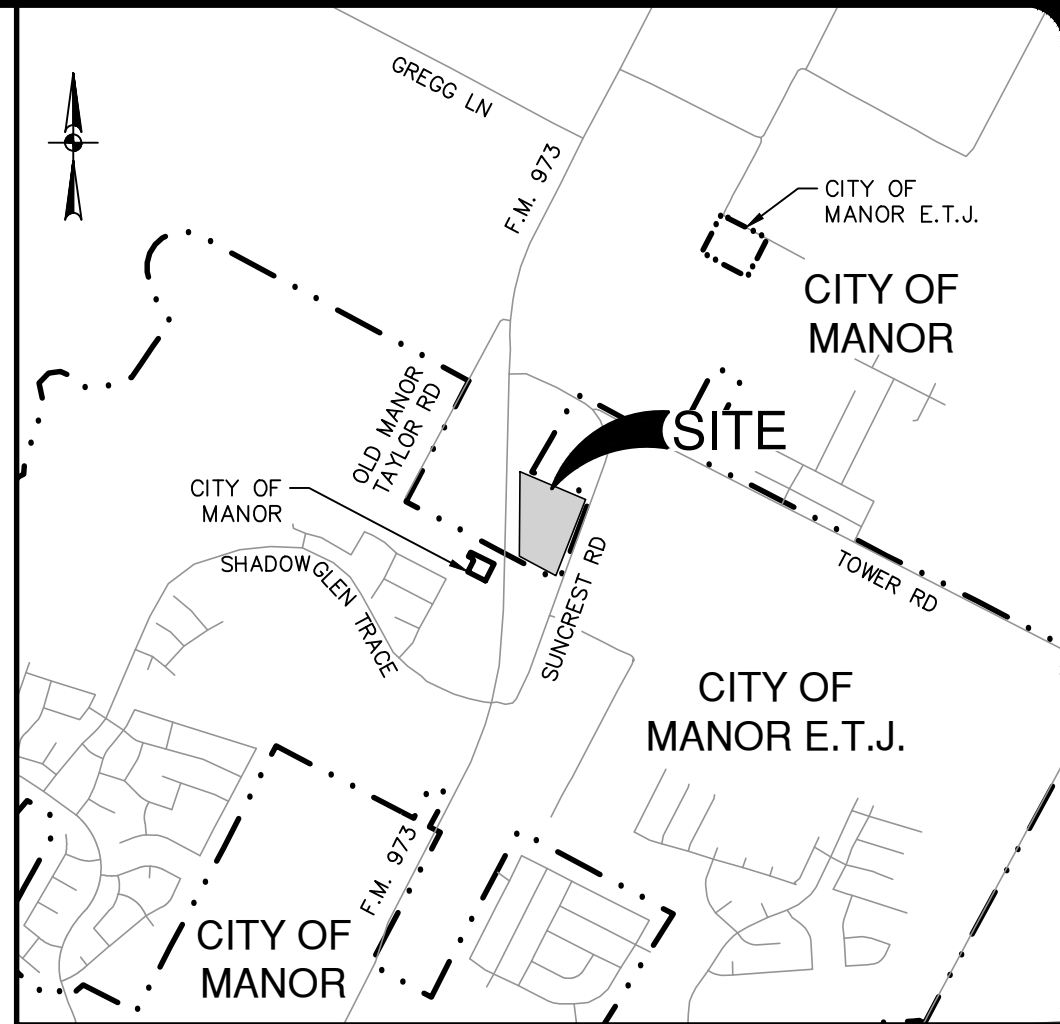 GREGG LN
F.M. 973
CITY OF
MANOR E.T.J.
CITY OF
MANOR
OLD MANOR
TAYLOR RD
SITE
CITY OF
MANOR
SHADOWGLEN TRACE
SUNCREST RD
TOWER RD
CITY OF
MANOR E.T.J.
F.M. 973
CITY OF
MANOR